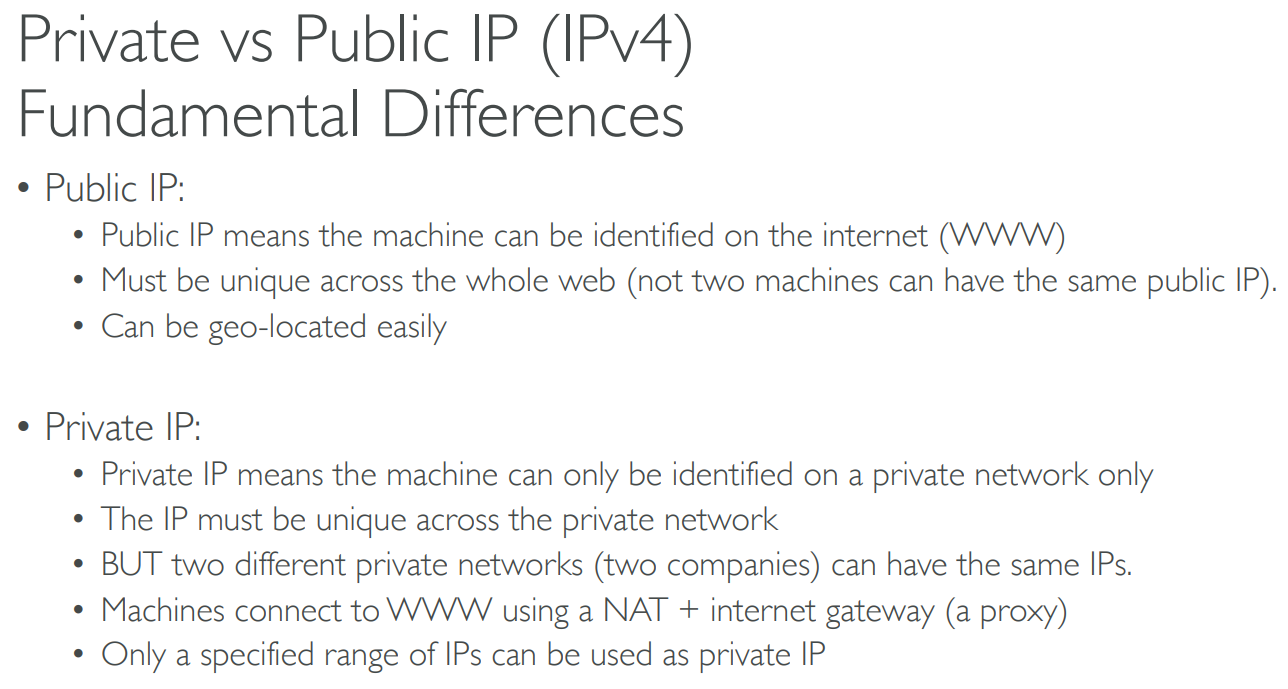 Private vs Public IP (IPv4)
Fundamental Differences
• Public IP:
• Public IP means the machine can be identified on the internet (WWW)
• Must be unique across the whole web (not two machines can have the same public IP).
• Can be geo-located easily
• Private IP:
• Private IP means the machine can only be identified on a private network only
• The IP must be unique across the private network
• BUT two different private networks (two companies) can have the same IPs.
• Machines connect to WWW using a NAT + internet gateway (a proxy)
• Only a specified range of IPs can be used as private IP